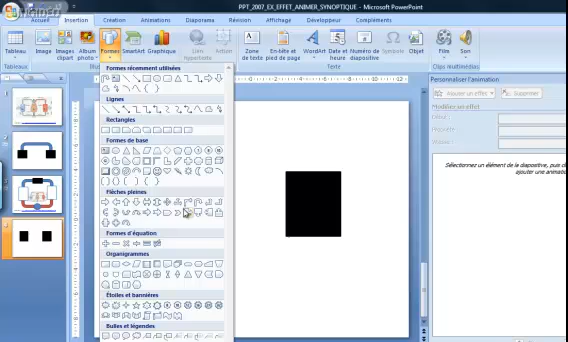 PPT_2007_EX_EFFET_ANIMER_SYNOPTIQUE - Microsoft PowerPoint
Accueil Insertion Création Animations Diaporama Révision Affichage Développeur Compléments
Tableau Image Images clipart Album photo Formes SmartArt Graphique Lien Action Zone de texte En-tête et pied de page WordArt Date et heure Numéro de diapositive Symbole Objet Film Son
Tableaux Texte Clips multimédias
Formes récemment utilisées
Lignes
Rectangles
Formes de base
Flèches pleines
Formes d'équation
Organigrammes
Étoiles et bannières
Bulles et légendes
Personnaliser l'animation
Ajouter un effet Supprimer
Modifier un effet
Début :
Propriété
Vitesse :
Sélectionnez un élément de la diapositive, puis
ajouter une